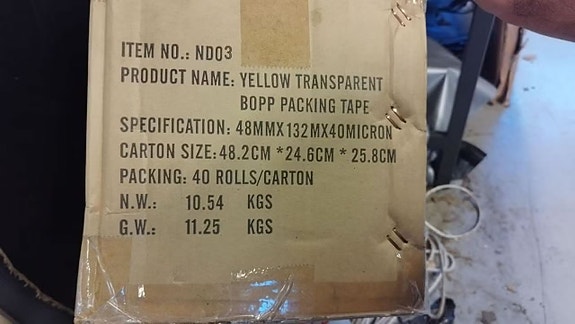 ITEM NO.: ND03
PRODUCT NAME: YELLOW TRANSPARENT
BOPP PACKING TAPE
SPECIFICATION: 48MMX132MX40MICRON
CARTON SIZE: 48.2CM *24.6CM * 25.8CM
PACKING: 40 ROLLS/CARTON
N.W.: 10.54 KGS
G.W.: 11.25 KGS